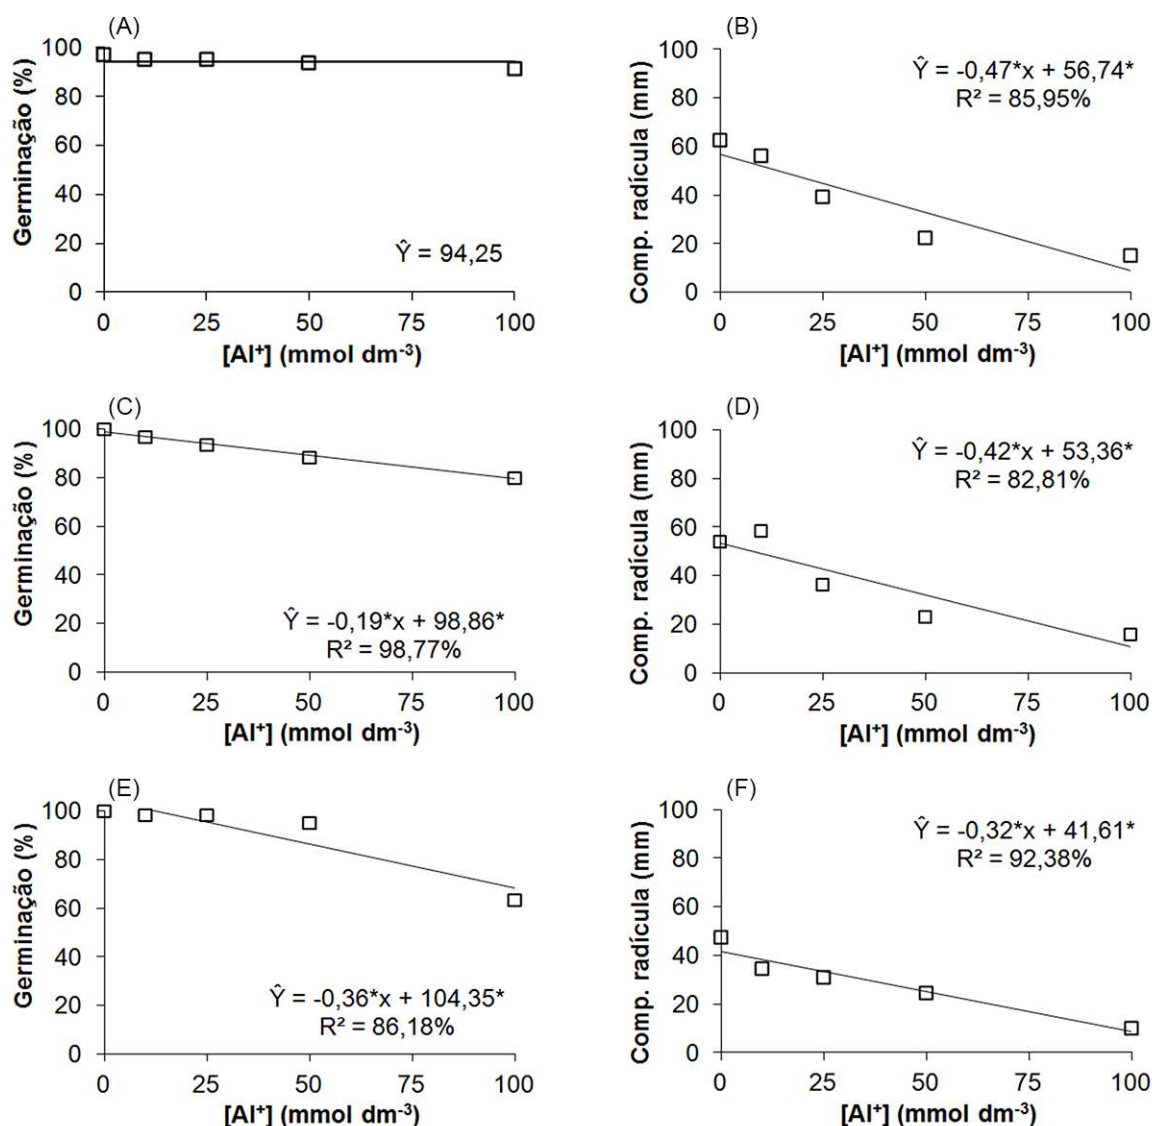 (A)
Germinação (%)
100
80
60
40
20
0
Ŷ = 94,25
0 25 50 75 100
[Al⁺] (mmol dm⁻³)
(B)
Comp. radícula (mm)
100
80
60
40
20
0
Ŷ = -0,47*x + 56,74*
R² = 85,95%
0 25 50 75 100
[Al⁺] (mmol dm⁻³)
(C)
Germinação (%)
100
80
60
40
20
0
Ŷ = -0,19*x + 98,86*
R² = 98,77%
0 25 50 75 100
[Al⁺] (mmol dm⁻³)
(D)
Comp. radícula (mm)
100
80
60
40
20
0
Ŷ = -0,42*x + 53,36*
R² = 82,81%
0 25 50 75 100
[Al⁺] (mmol dm⁻³)
(E)
Germinação (%)
100
80
60
40
20
0
Ŷ = -0,36*x + 104,35*
R² = 86,18%
0 25 50 75 100
[Al⁺] (mmol dm⁻³)
(F)
Comp. radícula (mm)
100
80
60
40
20
0
Ŷ = -0,32*x + 41,61*
R² = 92,38%
0 25 50 75 100
[Al⁺] (mmol dm⁻³)